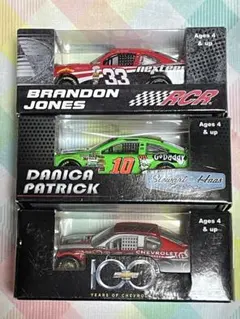 Ages 4
& up
33
nexteer
BRANDON
JONES
RCR
Ages 4
& up
10
GoDaddy
DANICA
PATRICK
Stewart Haas
Ages 4
& up
CHEVROLET
100
YEARS OF CHEVROLET